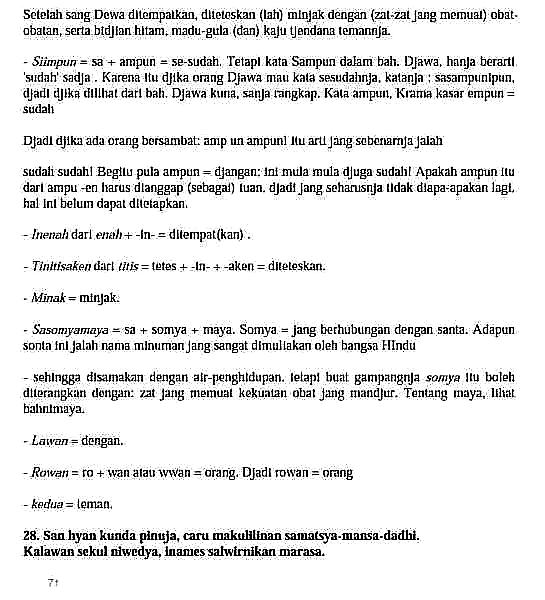 Setelah sang Dewa ditempatkan, diteteskan (lah) minjak dengan (zat-zat jang memuat) obat-
obatan, serta bidjian hitam, madu-gula (dan) kaju tjendana temannja.
- Siimpun = sa + ampun = se-sudah. Tetapi kata Sampun dalam bah. Djawa, hanja berarti
'sudah' sadja . Karena itu djika orang Djawa mau kata sesudahnja, katanja ; sasampunipun,
djadi djika dilihat dari bah. Djawa kuna, sanja rangkap. Kata ampun, Krama kasar empun =
sudah
Djadi djika ada orang bersambat: amp un ampunl itu arti jáng sebenarnja jalah
sudah sudah! Begitu pula ampun = djangan; ini mula mula djuga sudah! Apakah ampun itu
dari ampu -en harus dianggap (sebagai) tuan, djadi jang seharusnja tidak diapa-apakan lagi,
hal ini belum dapat ditetapkan.
- Inenah dari enah + -in- = ditempat(kan) .
- Tinitisaken dari titis = tetes + -in- + -aken = diteteskan.
- Minak = minjak.
- Sasomyamaya = sa + somya + maya. Somya = jang berhubungan dengan santa. Adapun
sonta ini jalah nama minuman jang sangat dimuliakan oleh bangsa HIndu
- sehingga disamakan dengan air-penghidupan. tetapi buat gampangnja somya itu boleh
diterangkan dengan: zat jang memuat kekuatan obat jang mandjur. Tentang maya, lihat
bahnimaya.
- Lawan = dengan.
- Rowan = ro + wan atau wwan = orang. Djadi rowan = orang
- kedua = teman.
28. San hyan kunda pinuja, caru makulilinan samatsya-mansa-dadhi.
Kalawan sekul niwedya, inames salwirnikan marasa.
71